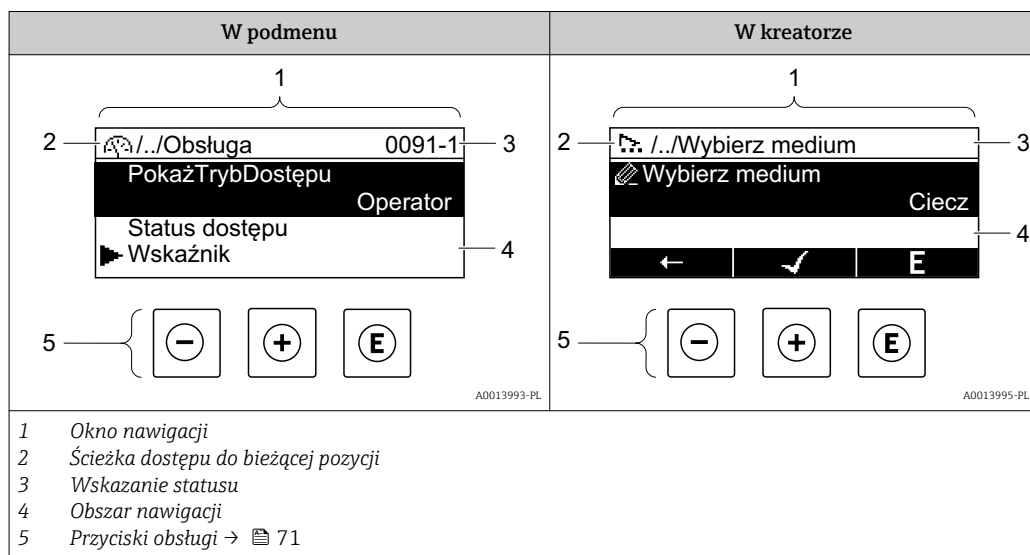 W podmenu
W kreatorze
1
2
/../Obsługa 0091-1
3
PokażTrybDostępu
Operator
Status dostępu
Wskaźnik
4
5
- + E
A0013993-PL
1
2
/../Wybierz medium
3
Wybierz medium
Ciecz
4
← ✓ E
5
- + E
A0013995-PL
1 Okno nawigacji
2 Ścieżka dostępu do bieżącej pozycji
3 Wskazanie statusu
4 Obszar nawigacji
5 Przyciski obsługi → 71